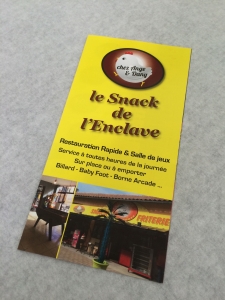 chez Ange
& Dany
le Snack
de
l'Enclave
Restauration Rapide & Salle de jeux
Service à toutes heures de la journée
Sur place ou à emporter
Billard - Baby Foot - Borne Arcade ...
FRITERIE